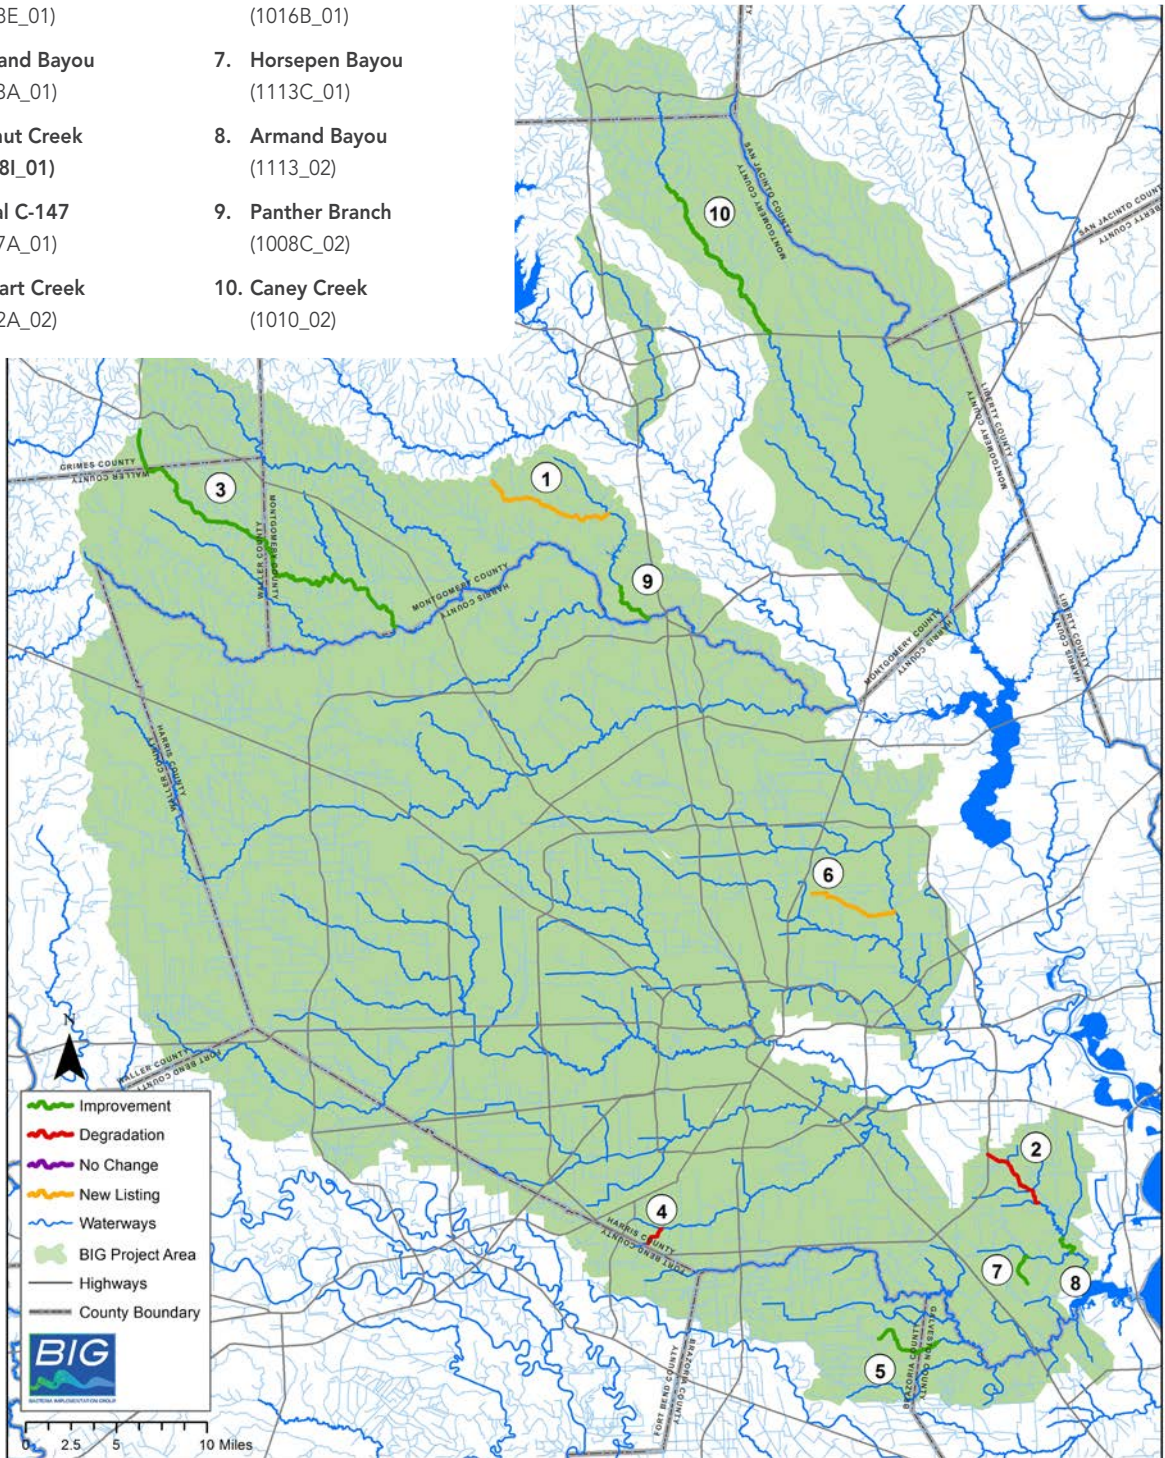 3E_01)
and Bayou
3A_01)
ut Creek
8I_01)
al C-147
7A_01)
art Creek
2A_02)
(1016B_01)
7. Horsepen Bayou
(1113C_01)
8. Armand Bayou
(1113_02)
9. Panther Branch
(1008C_02)
10. Caney Creek
(1010_02)
SAN JACINTO COUNTY
MONTGOMERY COUNTY
10
SAN JACINTO COUNT
LIBERTY COUNTY
LIBERTY COUNTY
MONTGOMERY COUNTY
GRIMES COUNTY
WALLER COUNTY
3
1
WALLER COUNTY
MONTGOMERY COUNTY
9
MONTGOMERY COUNTY
HARRIS COUNTY
MONTGOMERY COUNTY
HARRIS COUNTY
LIBERTY COUNTY
HARRIS COUNTY
HARRIS COUNTY
WALLER COUNTY
6
N
WALLER COUNTY
FORT BEND COUNTY
Improvement
Degradation
No Change
New Listing
Waterways
BIG Project Area
Highways
County Boundary
BIG
BACTERIA IMPLEMENTATION GROUP
0 2.5 5 10 Miles
2
4
HARRIS COUNTY
FORT BEND COUNTY
7
8
5
BRAZORIA COUNTY
GALVESTON COUNTY
FORT BEND COUNTY
BRAZORIA COUNTY